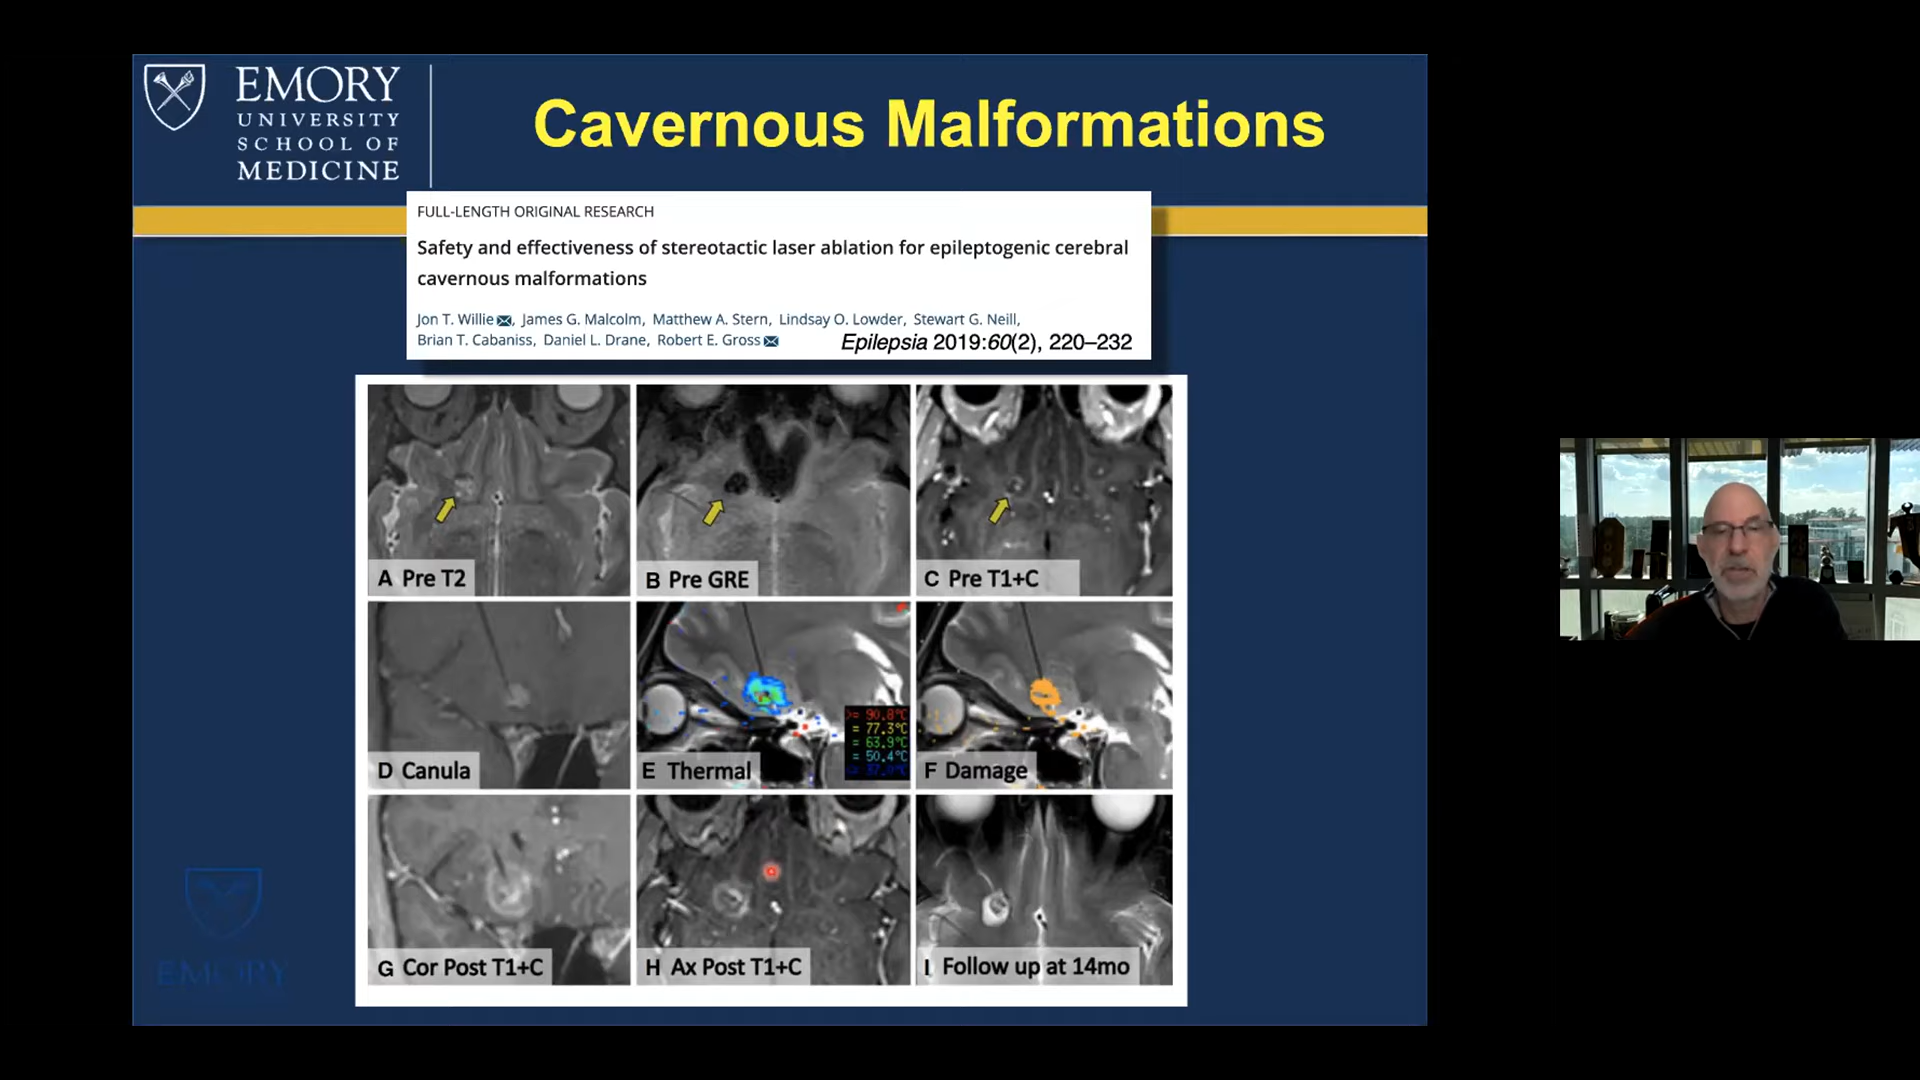 EMORY
UNIVERSITY
SCHOOL OF
MEDICINE
Cavernous Malformations
FULL-LENGTH ORIGINAL RESEARCH
Safety and effectiveness of stereotactic laser ablation for epileptogenic cerebral
cavernous malformations
Jon T. Willie, James G. Malcolm, Matthew A. Stern, Lindsay O. Lowder, Stewart G. Neill,
Brian T. Cabaniss, Daniel L. Drane, Robert E. Gross
Epilepsia 2019:60(2), 220–232
A Pre T2
B Pre GRE
C Pre T1+C
D Canula
E Thermal
>= 90.8°C
= 77.3°C
= 63.9°C
= 50.4°C
F Damage
G Cor Post T1+C
H Ax Post T1+C
I Follow up at 14mo
EMORY